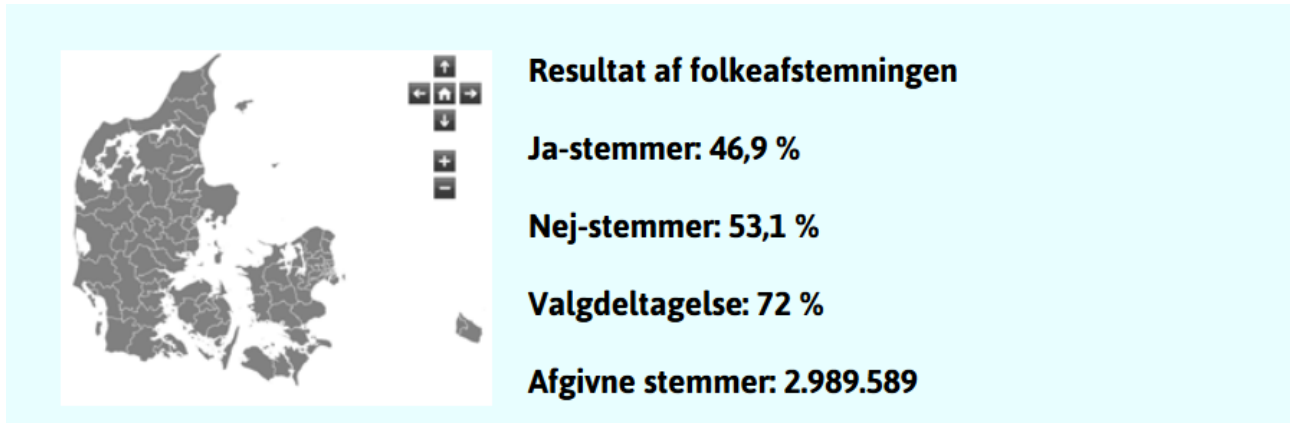 Resultat af folkeafstemningen
Ja-stemmer: 46,9 %
Nej-stemmer: 53,1 %
Valgdeltagelse: 72 %
Afgivne stemmer: 2.989.589